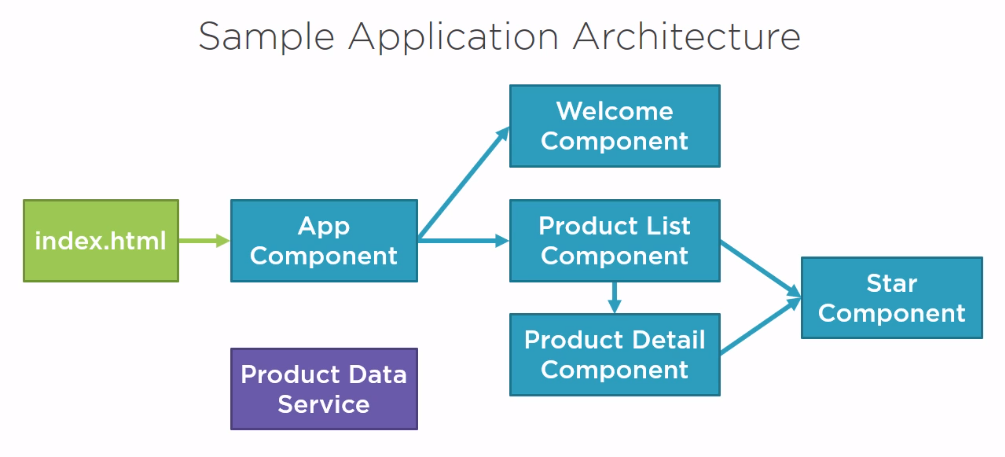 Sample Application Architecture
Welcome
Component
index.html
App
Component
Product List
Component
Star
Component
Product Detail
Component
Product Data
Service